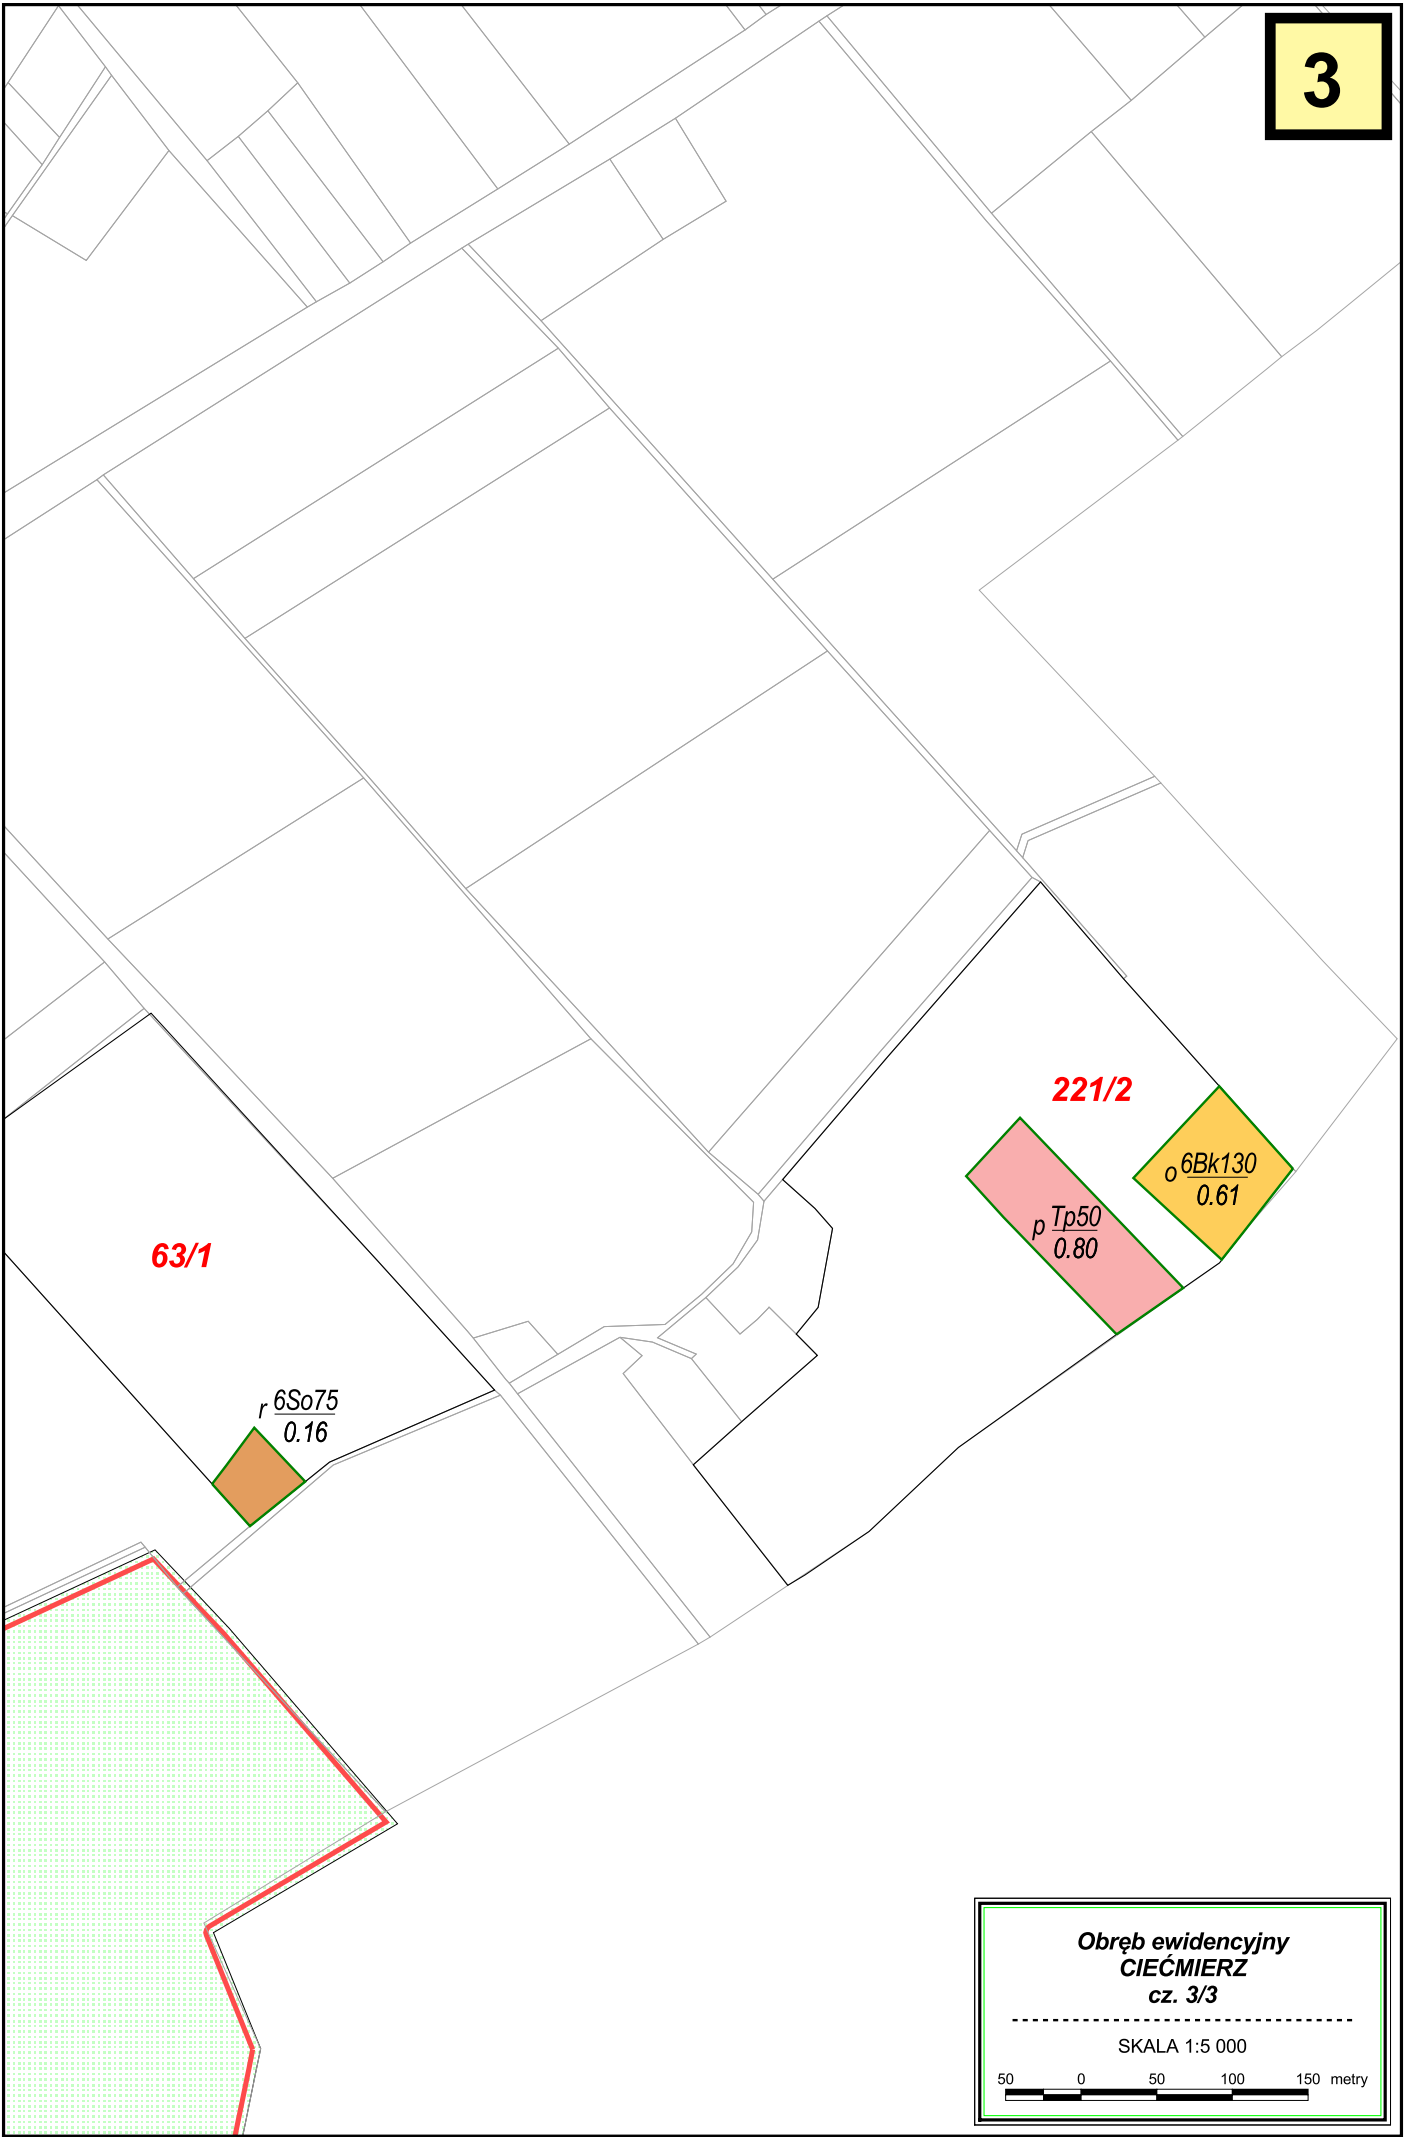 3
221/2
o 6Bk130
0.61
p Tp50
0.80
63/1
r 6So75
0.16
Obręb ewidencyjny
CIEĆMIERZ
cz. 3/3
SKALA 1:5 000
50 0 50 100 150 metry